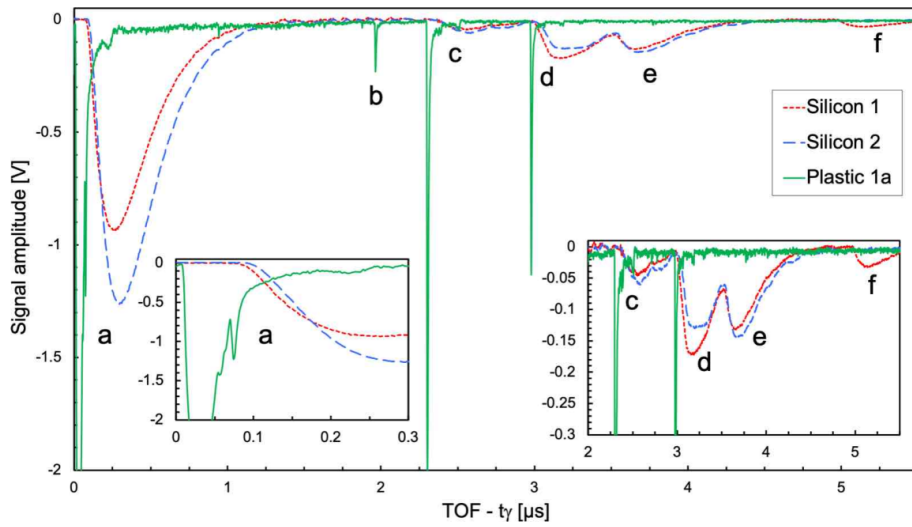 0
-0.5
-1
-1.5
-2
Signal amplitude [V]
0
1
2
3
4
5
TOF - tγ [µs]
a
b
c
d
e
f
Silicon 1
Silicon 2
Plastic 1a
0
-0.5
-1
-1.5
-2
0
0.1
0.2
0.3
a
0
-0.05
-0.1
-0.15
-0.2
-0.25
-0.3
2
3
4
5
c
d
e
f